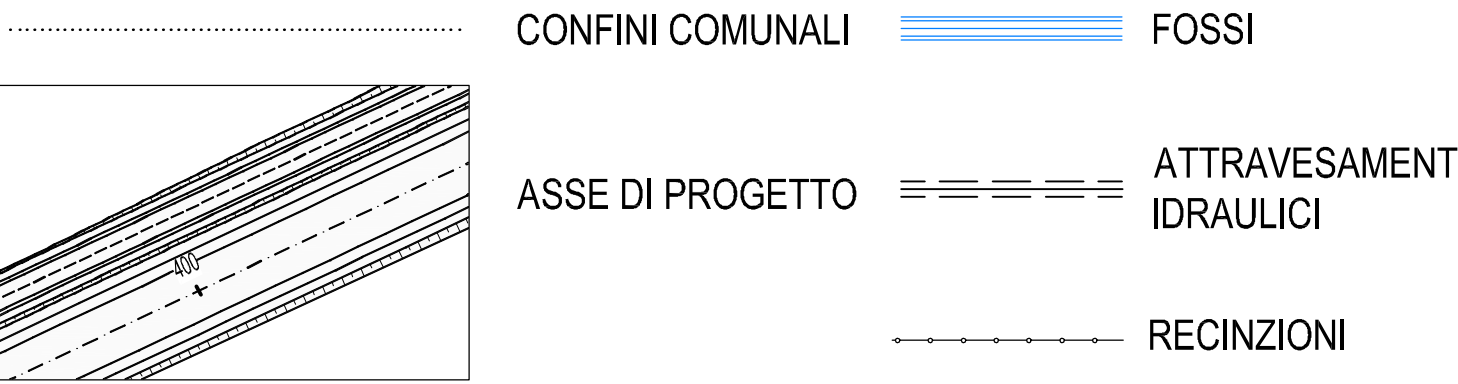 CONFINI COMUNALI
FOSSI
400
ASSE DI PROGETTO
ATTRAVESAMENT
IDRAULICI
RECINZIONI